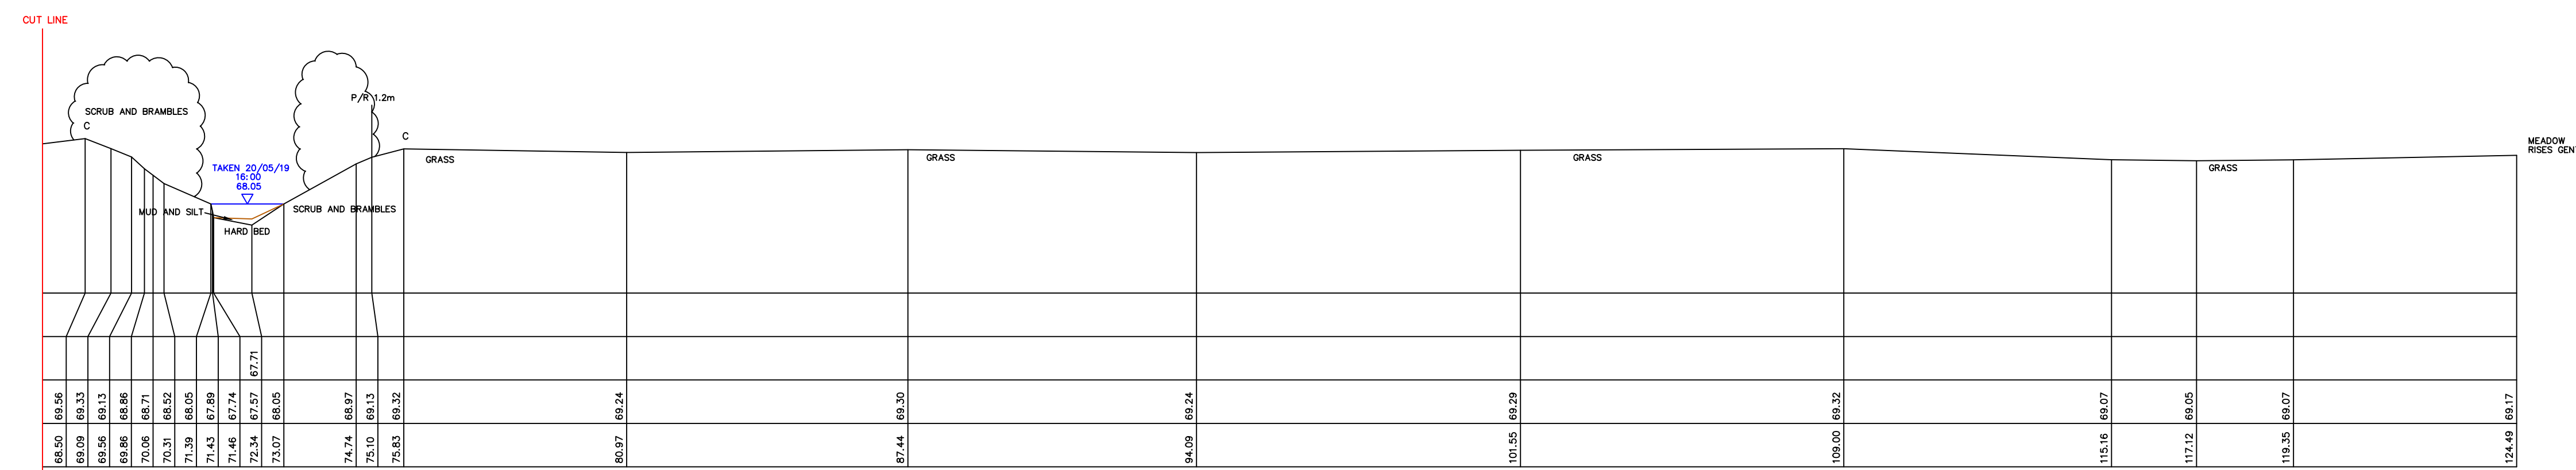 CUT LINE
SCRUB AND BRAMBLES
C
P/R 1.2m
C
TAKEN 20/05/19
16:00
68.05
MUD AND SILT
HARD BED
SCRUB AND BRAMBLES
GRASS
GRASS
GRASS
GRASS
MEADOW
RISES GEN
67.71
69.56 69.33 69.13 68.86 68.71 68.52 68.05 67.89 67.74 67.57 68.05 68.97 69.13 69.32 69.24 69.30 69.24 69.29 69.32 69.07 69.05 69.07 69.17
68.50 69.09 69.56 69.86 70.06 70.31 71.39 71.43 71.46 72.34 73.07 74.74 75.10 75.83 80.97 87.44 94.09 101.55 109.00 115.16 117.12 119.35 124.49